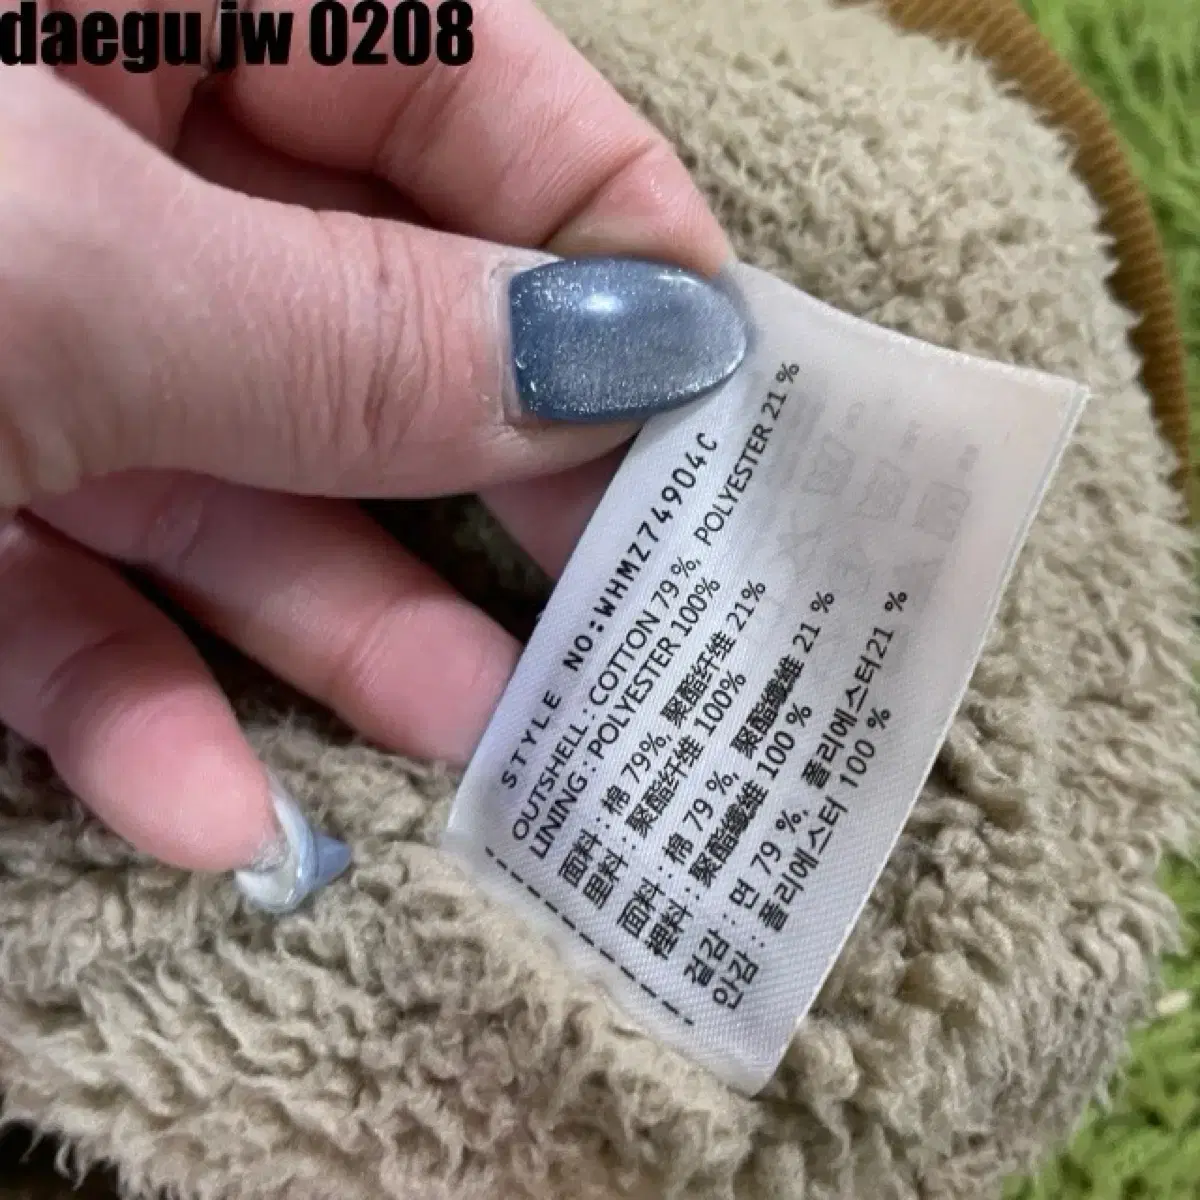 daegu jw 0208
STYLE NO:WHMZ74904C
OUTSHELL : COTTON 79 %, POLYESTER 21 %
LINING : POLYESTER 100%
面料 : 棉 79%, 聚酯纤维 21%
里料 : 聚酯纤维 100%
面料 : 棉 79 %, 聚酯纖維 21 %
裡料 : 聚酯纖維 100 %
겉감 : 면 79 %, 폴리에스터21 %
안감 : 폴리에스터 100 %